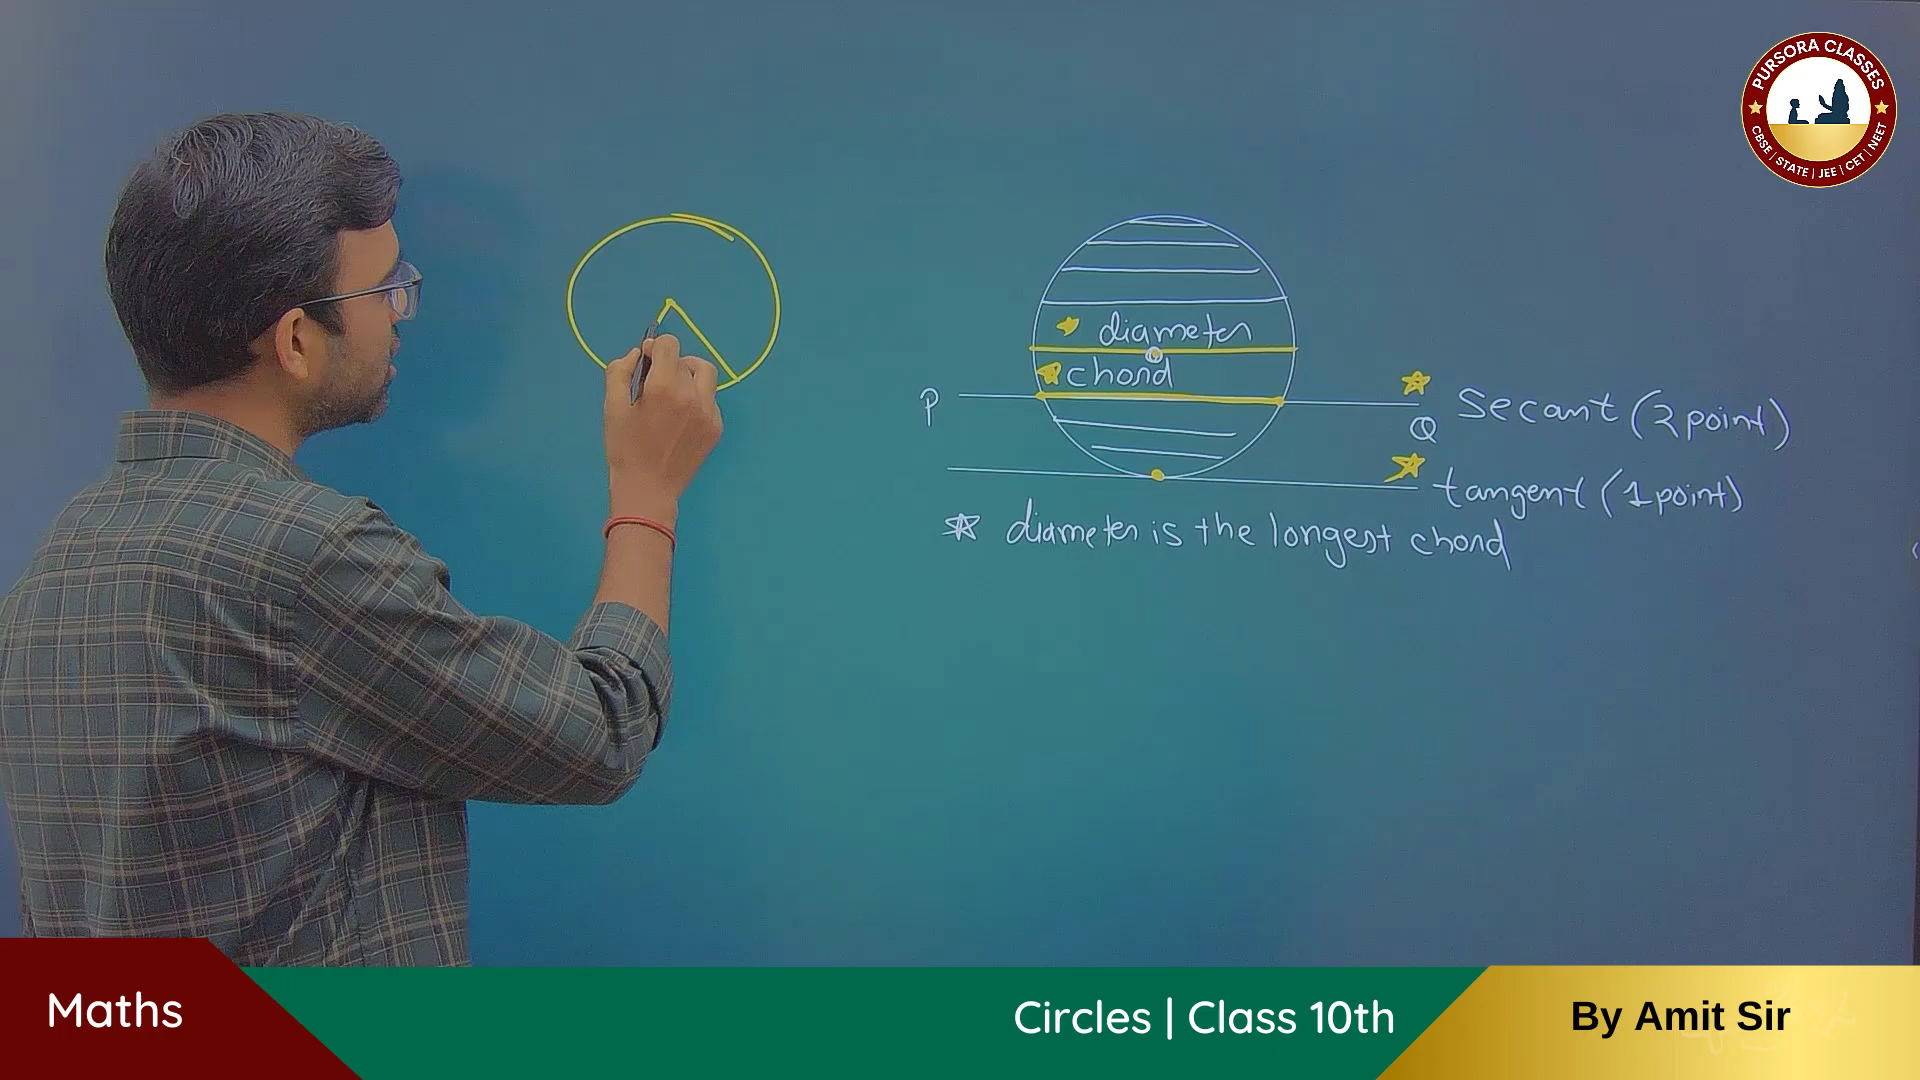 PURSORA CLASSES
CBSE | STATE | JEE | CET | NEET
diameter
chord
P
Q
secant (2 point)
tangent (1 point)
diameter is the longest chord
Maths
Circles | Class 10th
By Amit Sir